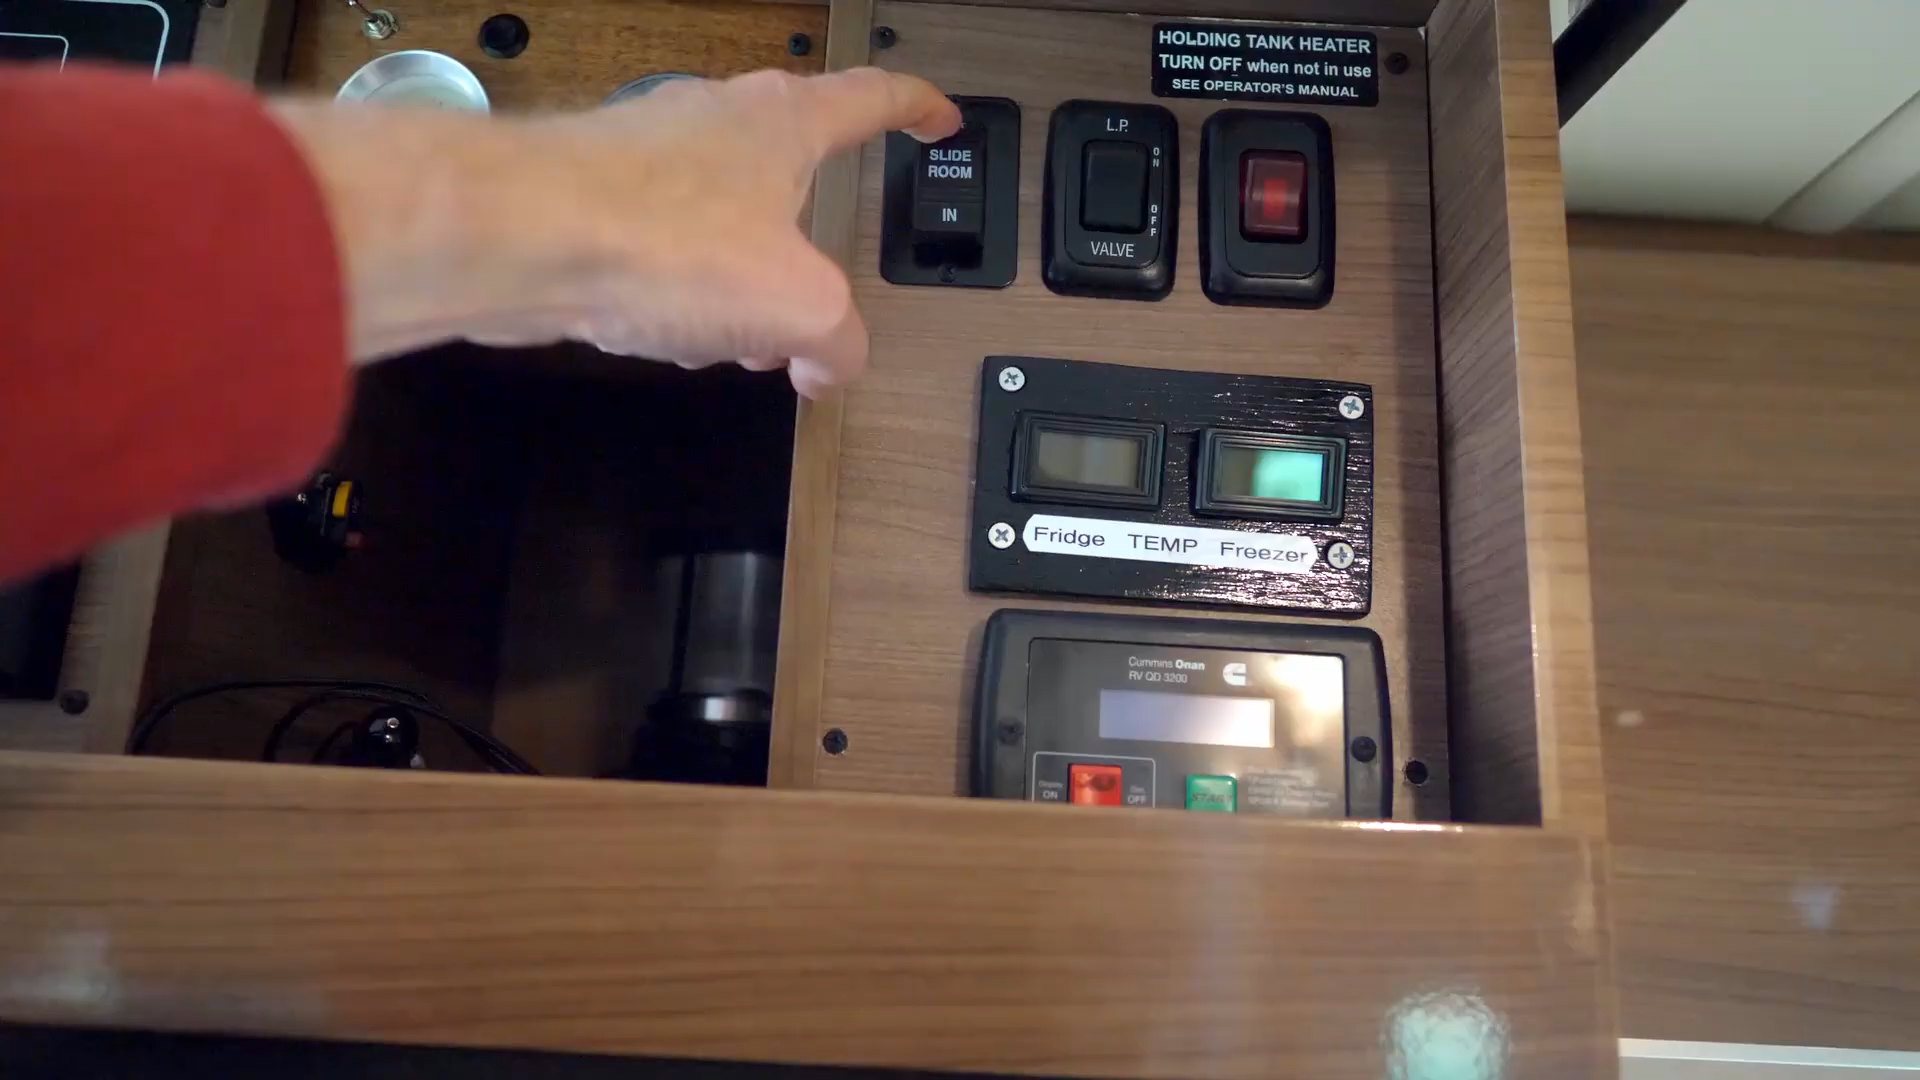 HOLDING TANK HEATER
TURN OFF when not in use
SEE OPERATOR'S MANUAL
SLIDE
ROOM
IN
L.P.
ON
OFF
VALVE
Fridge TEMP Freezer
Cummins Onan
RV QD 3200
ON
OFF
START